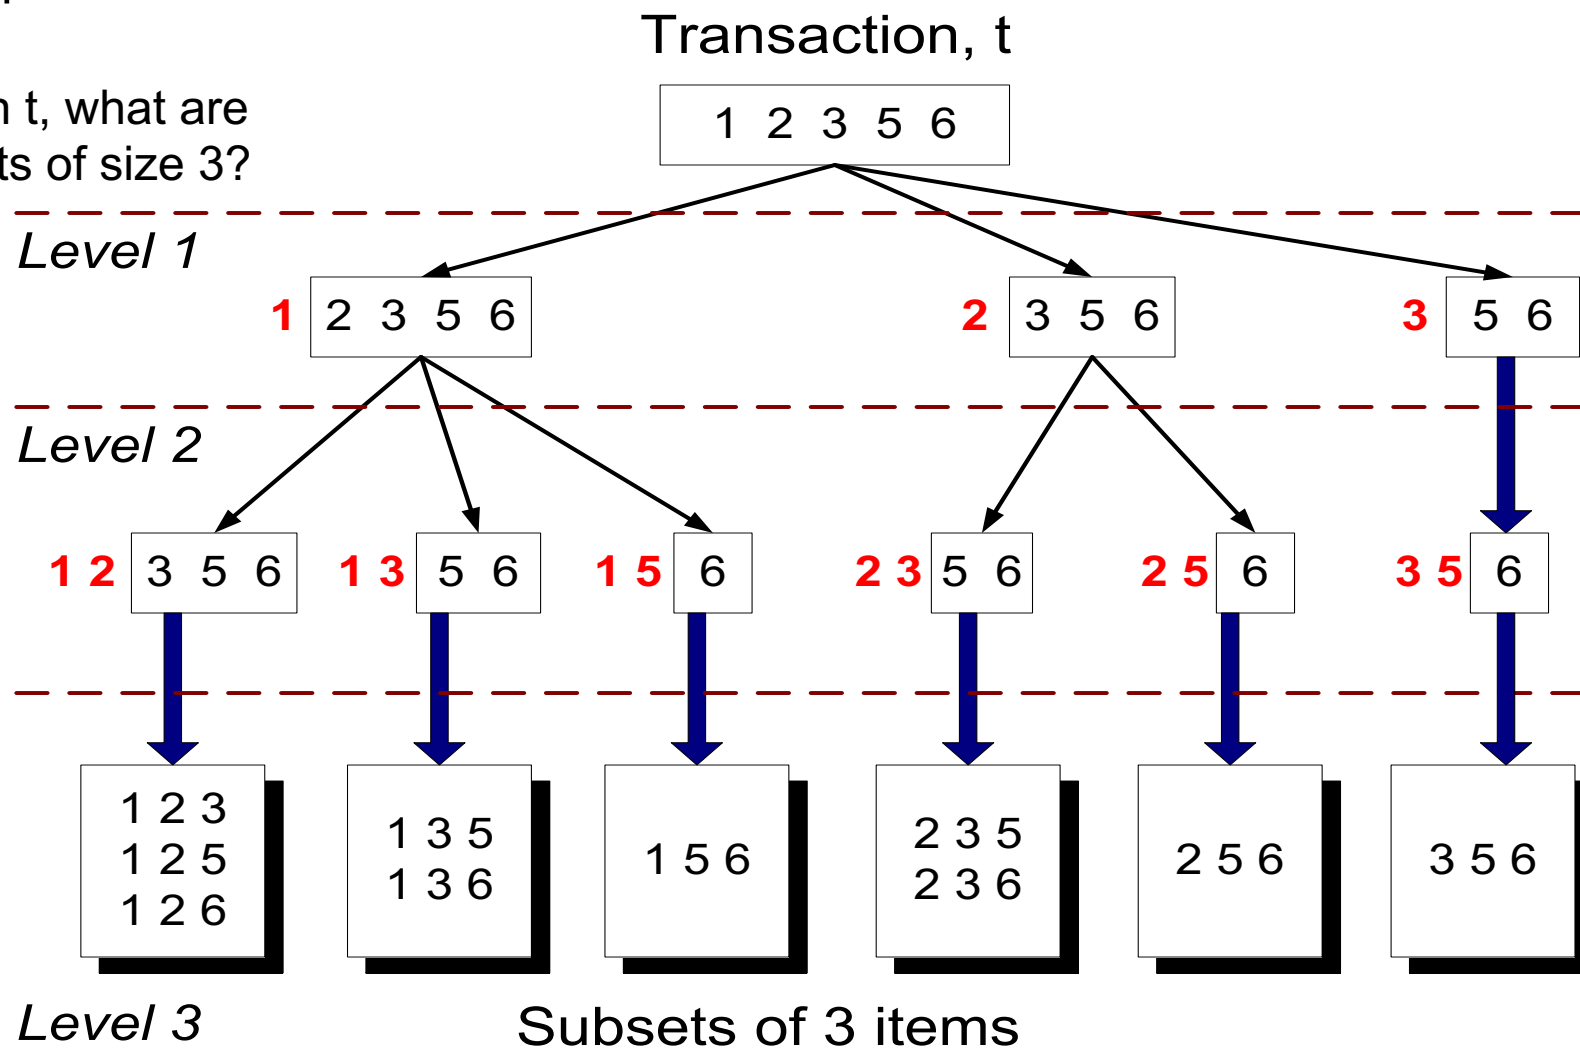 Transaction, t
n t, what are
ts of size 3?
1 2 3 5 6
Level 1
1 2 3 5 6
2 3 5 6
3 5 6
Level 2
1 2 3 5 6
1 3 5 6
1 5 6
2 3 5 6
2 5 6
3 5 6
1 2 3
1 2 5
1 2 6
1 3 5
1 3 6
1 5 6
2 3 5
2 3 6
2 5 6
3 5 6
Level 3
Subsets of 3 items